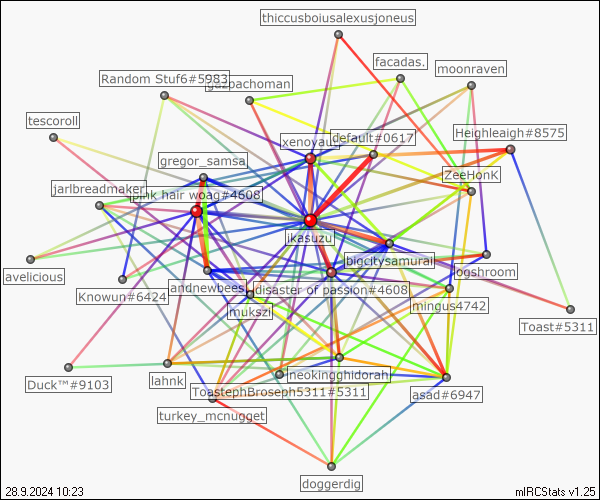 thiccusboiusalexusjoneus
facadas.
moonraven
Random Stuf6#5983
gazpachoman
tescoroll
default#0617
Heighleaigh#8575
xenoyaus
gregor_samsa
ZeeHonK
jarlbreadmaker
pink hair woag#4608
ikasuzu
bigcitysamurai
avelicious
logshroom
Knowun#6424
andnewbees
disaster of passion#4608
mukszi
mingus4742
Toast#5311
Duck™#9103
lahnk
neokingghidorah
ToastephBroseph5311#5311
asad#6947
turkey_mcnugget
doggerdig
28.9.2024 10:23
mIRCStats v1.25